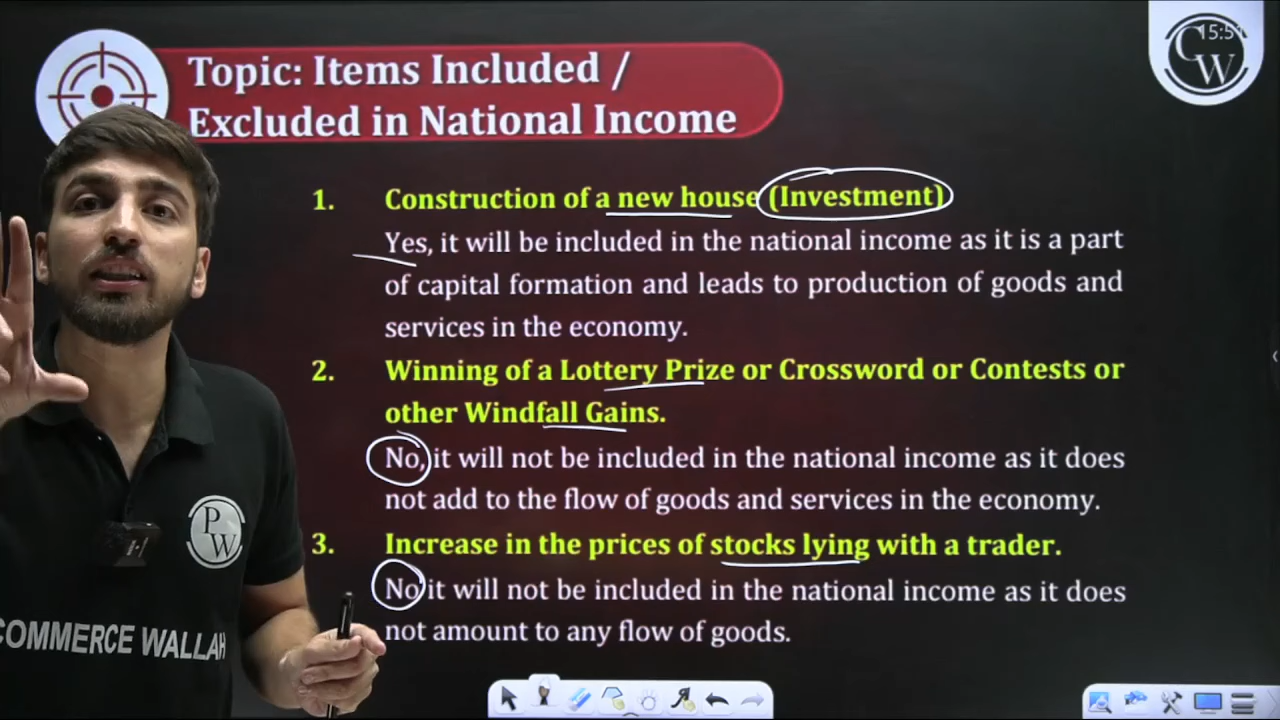 15:51
CW
Topic: Items Included /
Excluded in National Income
1. Construction of a new house (Investment)
Yes, it will be included in the national income as it is a part
of capital formation and leads to production of goods and
services in the economy.
2. Winning of a Lottery Prize or Crossword or Contests or
other Windfall Gains.
No, it will not be included in the national income as it does
not add to the flow of goods and services in the economy.
3. Increase in the prices of stocks lying with a trader.
No it will not be included in the national income as it does
not amount to any flow of goods.
PW
COMMERCE WALLAH